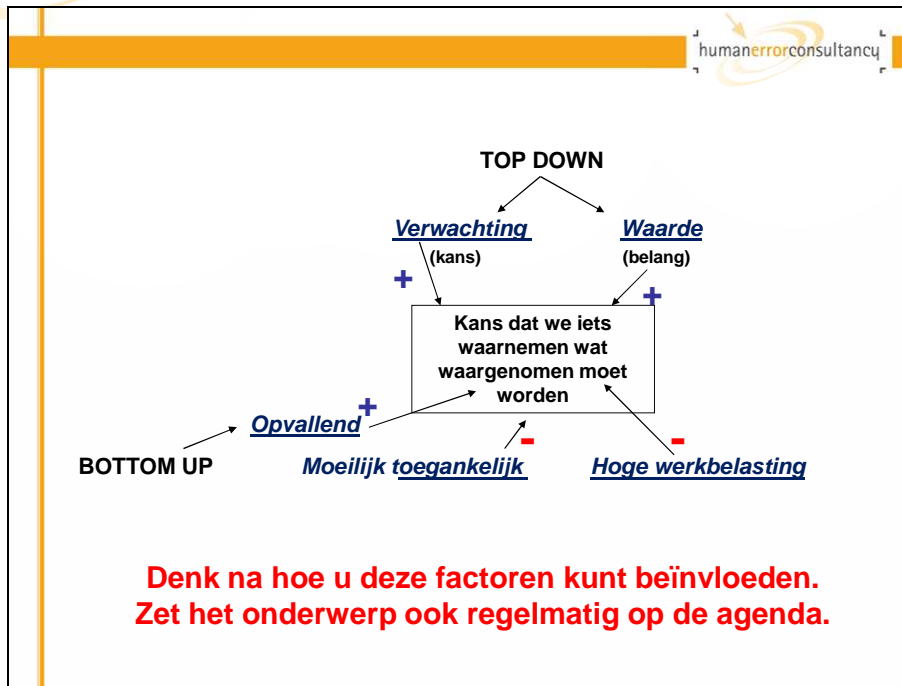 humanerrorconsultancy
TOP DOWN
Verwachting
Waarde
(kans)
(belang)
+
+
Kans dat we iets
waarnemen wat
waargenomen moet
worden
+
Opvallend
-
-
BOTTOM UP
Moeilijk toegankelijk
Hoge werkbelasting
Denk na hoe u deze factoren kunt beïnvloeden.
Zet het onderwerp ook regelmatig op de agenda.